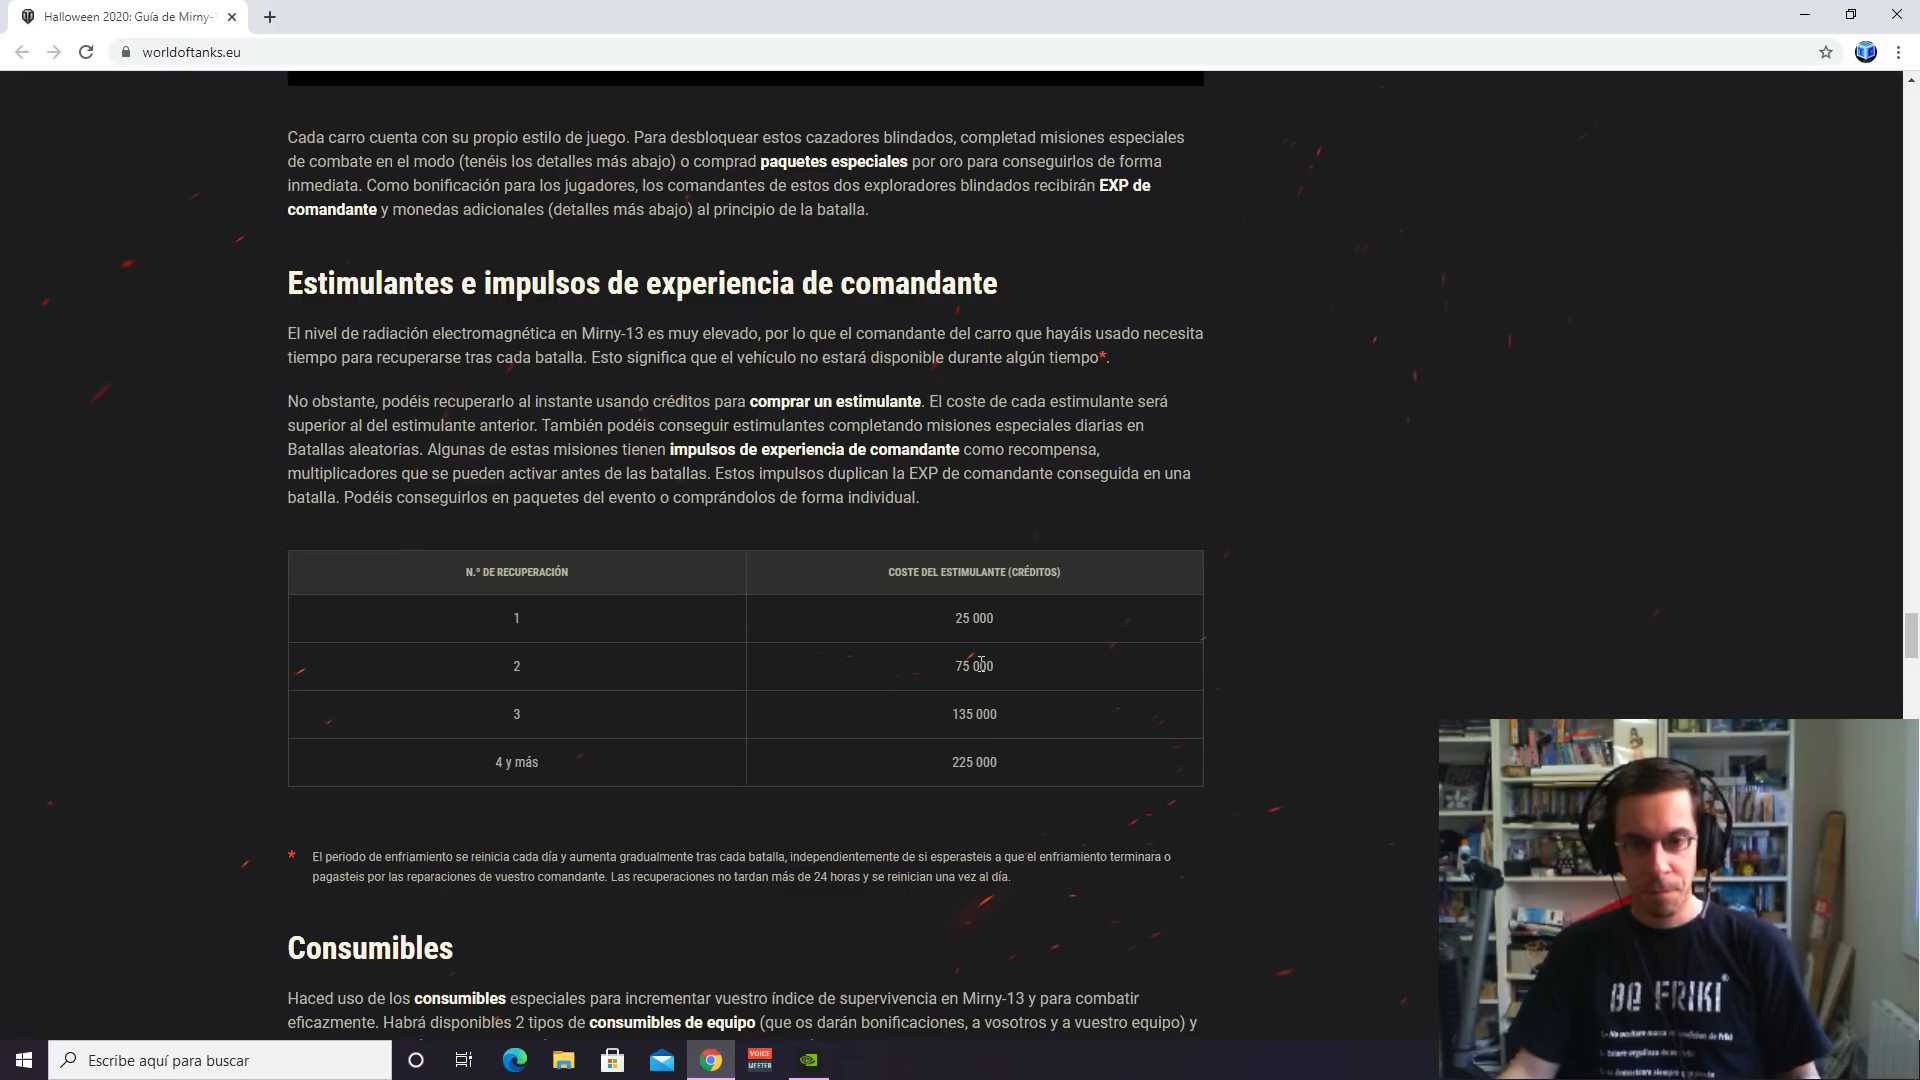 Halloween 2020: Guía de Mirny-
worldoftanks.eu
Cada carro cuenta con su propio estilo de juego. Para desbloquear estos cazadores blindados, completad misiones especiales
de combate en el modo (tenéis los detalles más abajo) o comprad paquetes especiales por oro para conseguirlos de forma
inmediata. Como bonificación para los jugadores, los comandantes de estos dos exploradores blindados recibirán EXP de
comandante y monedas adicionales (detalles más abajo) al principio de la batalla.
Estimulantes e impulsos de experiencia de comandante
El nivel de radiación electromagnética en Mirny-13 es muy elevado, por lo que el comandante del carro que hayáis usado necesita
tiempo para recuperarse tras cada batalla. Esto significa que el vehículo no estará disponible durante algún tiempo*.
No obstante, podéis recuperarlo al instante usando créditos para comprar un estimulante. El coste de cada estimulante será
superior al del estimulante anterior. También podéis conseguir estimulantes completando misiones especiales diarias en
Batallas aleatorias. Algunas de estas misiones tienen impulsos de experiencia de comandante como recompensa,
multiplicadores que se pueden activar antes de las batallas. Estos impulsos duplican la EXP de comandante conseguida en una
batalla. Podéis conseguirlos en paquetes del evento o comprándolos de forma individual.
N.º DE RECUPERACIÓN COSTE DEL ESTIMULANTE (CRÉDITOS)
1 25 000
2 75 000
3 135 000
4 y más 225 000
* El periodo de enfriamiento se reinicia cada día y aumenta gradualmente tras cada batalla, independientemente de si esperasteis a que el enfriamiento terminara o
pagasteis por las reparaciones de vuestro comandante. Las recuperaciones no tardan más de 24 horas y se reinician una vez al día.
Consumibles
Haced uso de los consumibles especiales para incrementar vuestro índice de supervivencia en Mirny-13 y para combatir
eficazmente. Habrá disponibles 2 tipos de consumibles de equipo (que os darán bonificaciones, a vosotros y a vuestro equipo) y
BE FRIKI
Escribe aquí para buscar
VOICE
MEETER